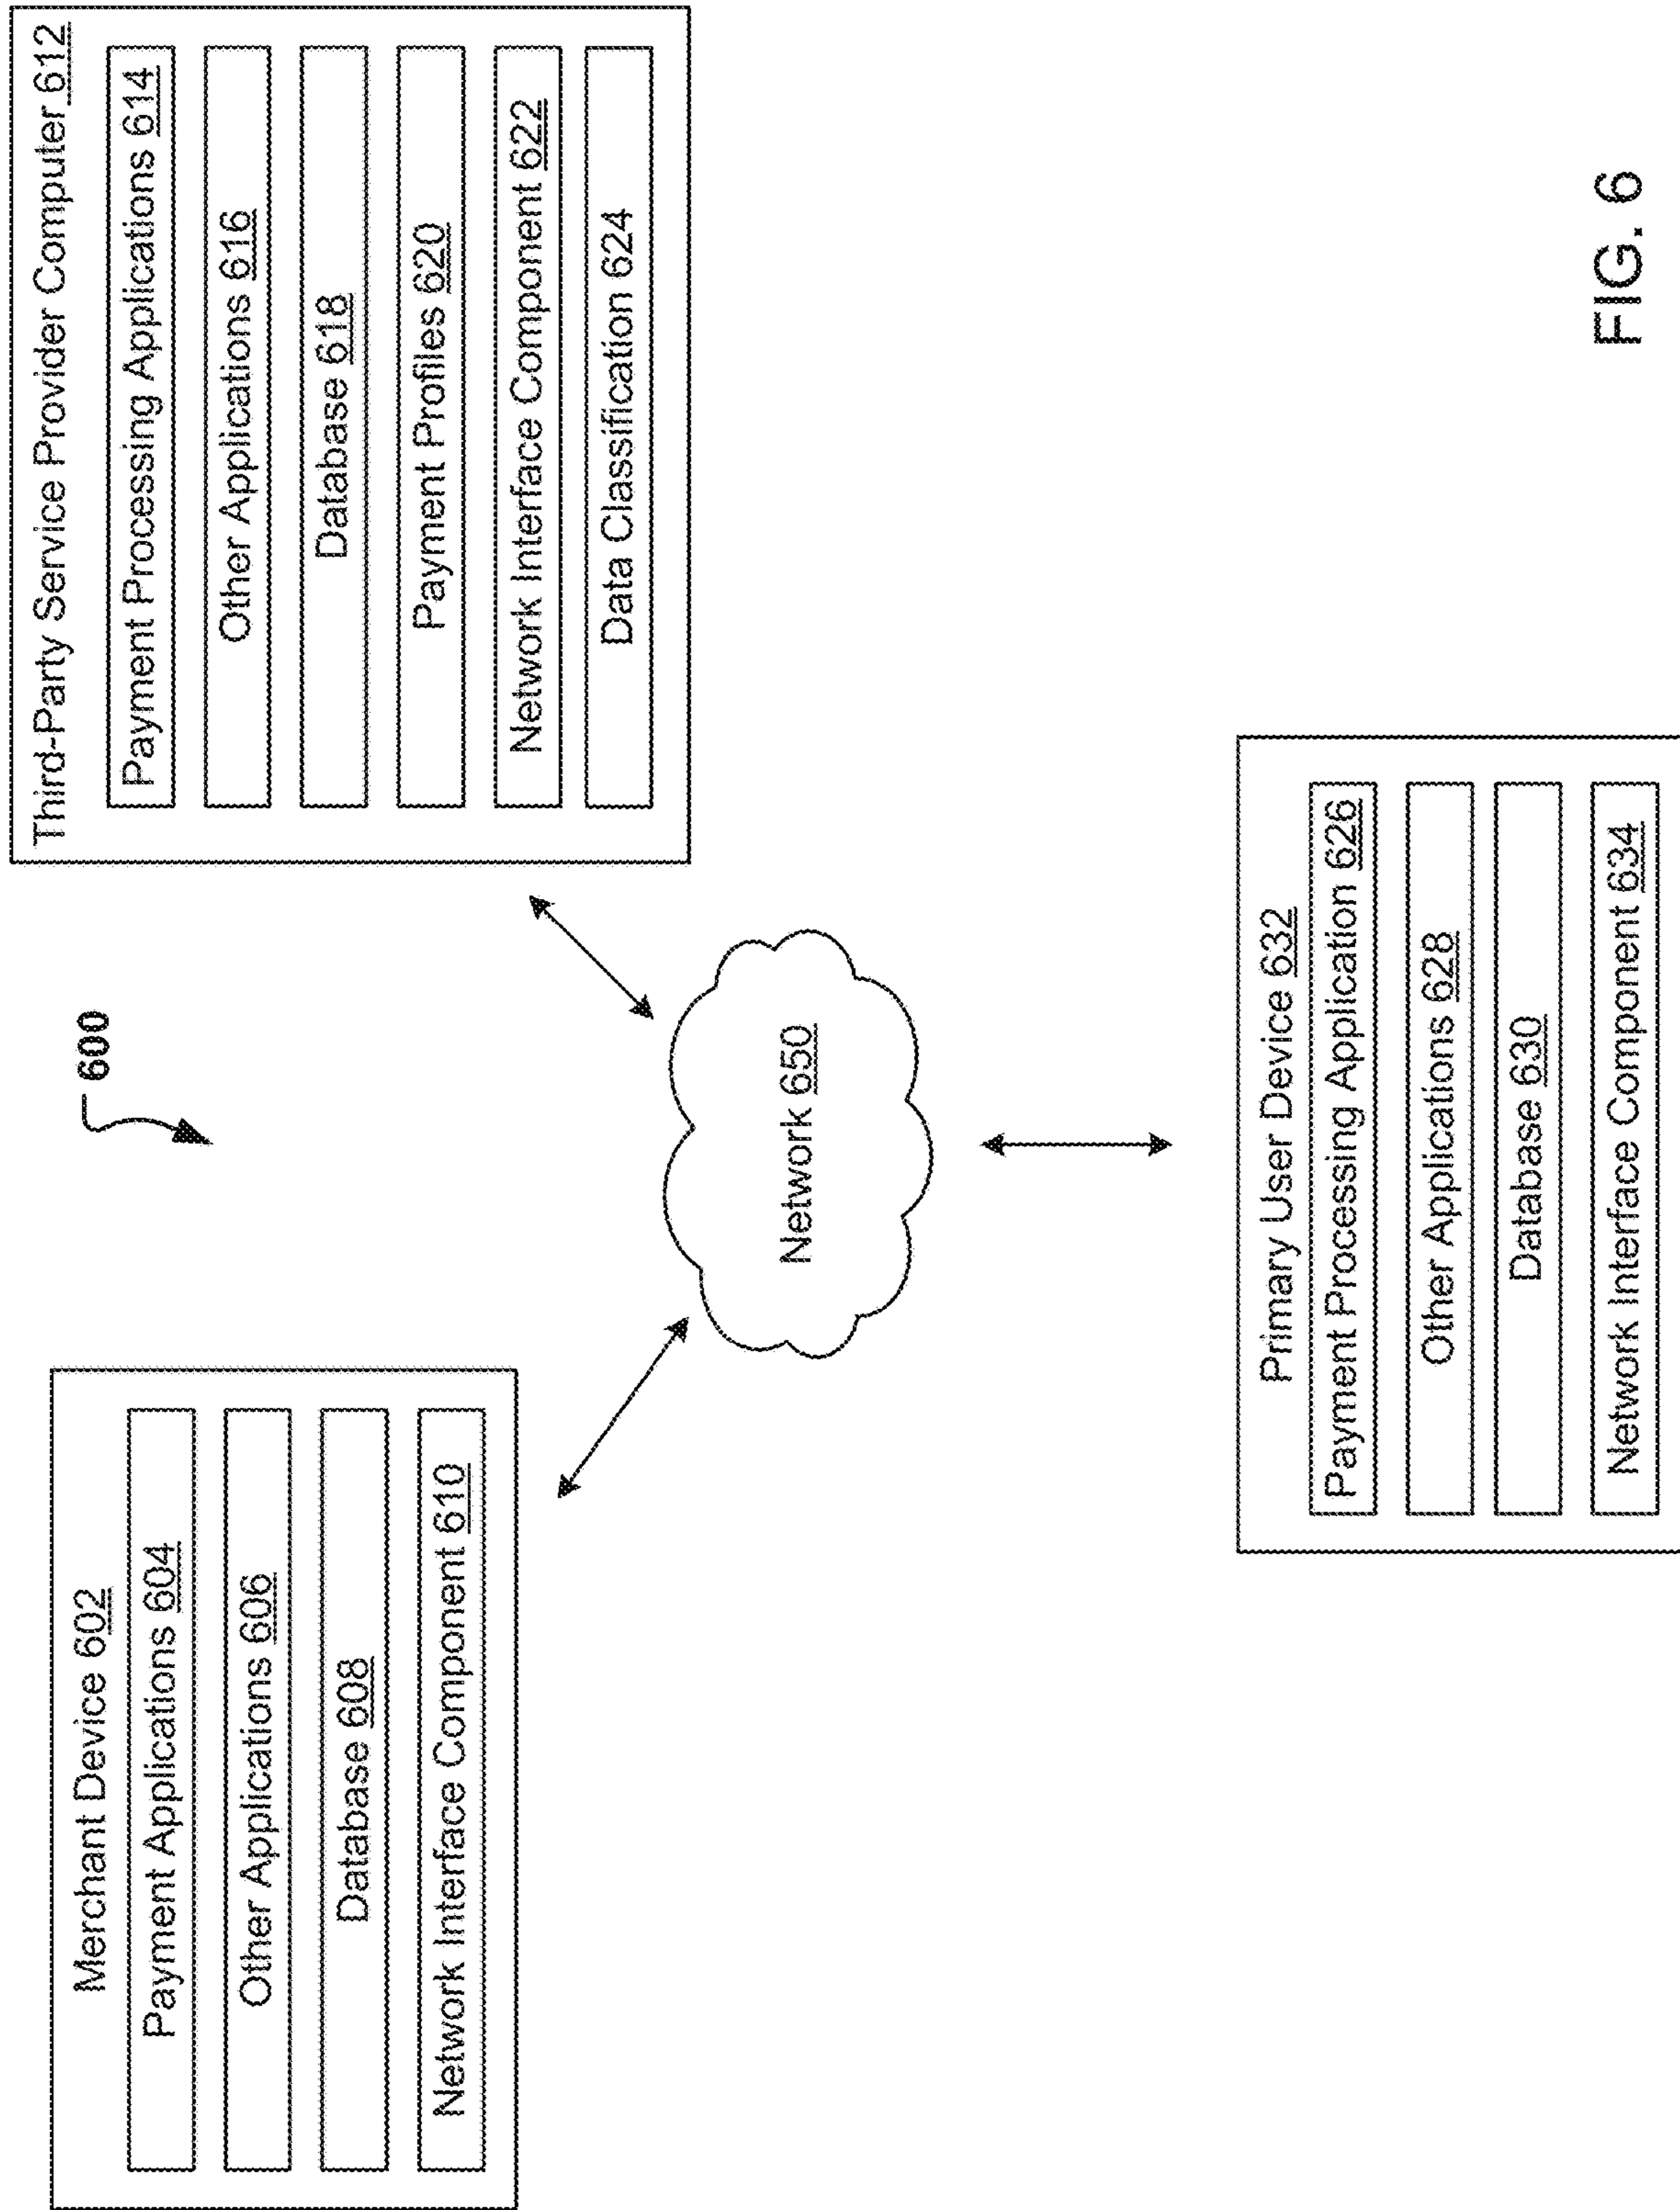 600
Merchant Device 602
Payment Applications 604
Other Applications 606
Database 608
Network Interface Component 610
Third-Party Service Provider Computer 612
Payment Processing Applications 614
Other Applications 616
Database 618
Payment Profiles 620
Network Interface Component 622
Data Classification 624
Network 650
Primary User Device 632
Payment Processing Application 626
Other Applications 628
Database 630
Network Interface Component 634
FIG. 6